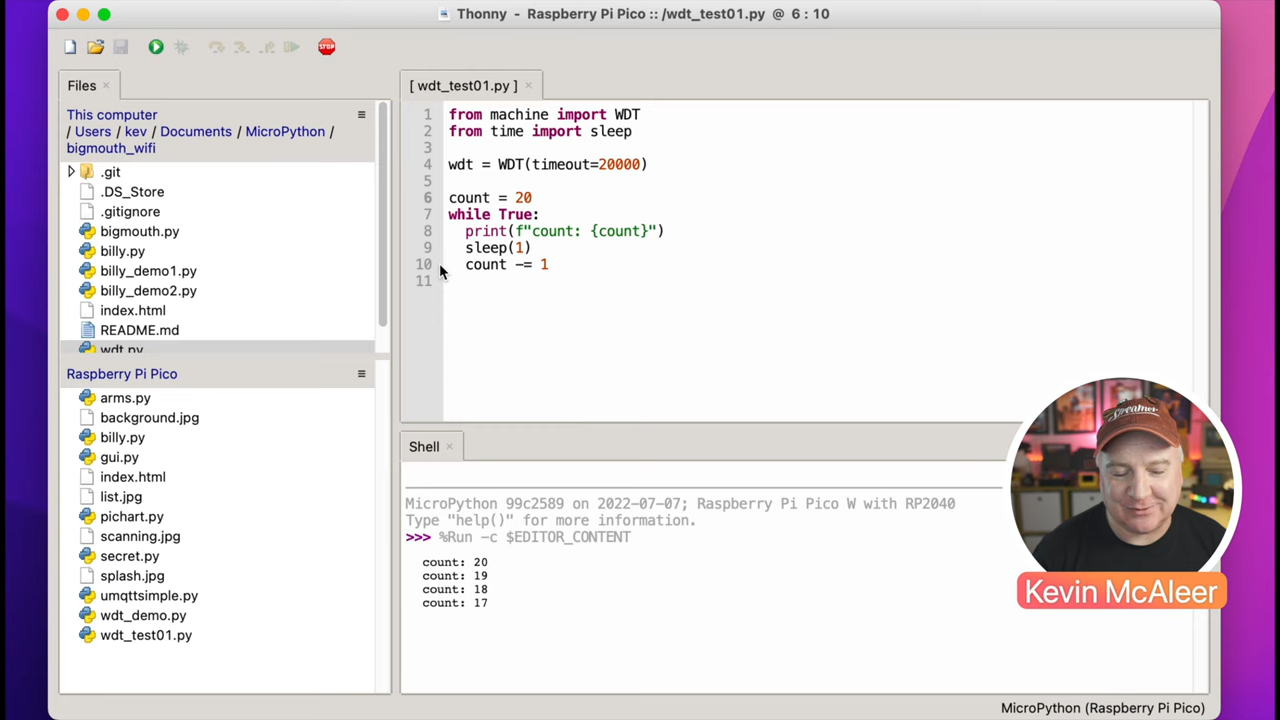 Thonny - Raspberry Pi Pico :: /wdt_test01.py @ 6 : 10
STOP
Files ×
This computer
/ Users / kev / Documents / MicroPython /
bigmouth_wifi
.git
.DS_Store
.gitignore
bigmouth.py
billy.py
billy_demo1.py
billy_demo2.py
index.html
README.md
wdt.py
Raspberry Pi Pico
arms.py
background.jpg
billy.py
gui.py
index.html
list.jpg
pichart.py
scanning.jpg
secret.py
splash.jpg
umqttsimple.py
wdt_demo.py
wdt_test01.py
[ wdt_test01.py ] ×
1 from machine import WDT
2 from time import sleep
3
4 wdt = WDT(timeout=20000)
5
6 count = 20
7 while True:
8 print(f"count: {count}")
9 sleep(1)
10 count -= 1
11
Shell ×
MicroPython 99c2589 on 2022-07-07; Raspberry Pi Pico W with RP2040
Type "help()" for more information.
>>> %Run -c $EDITOR_CONTENT
count: 20
count: 19
count: 18
count: 17
Streamer
Kevin McAleer
MicroPython (Raspberry Pi Pico)